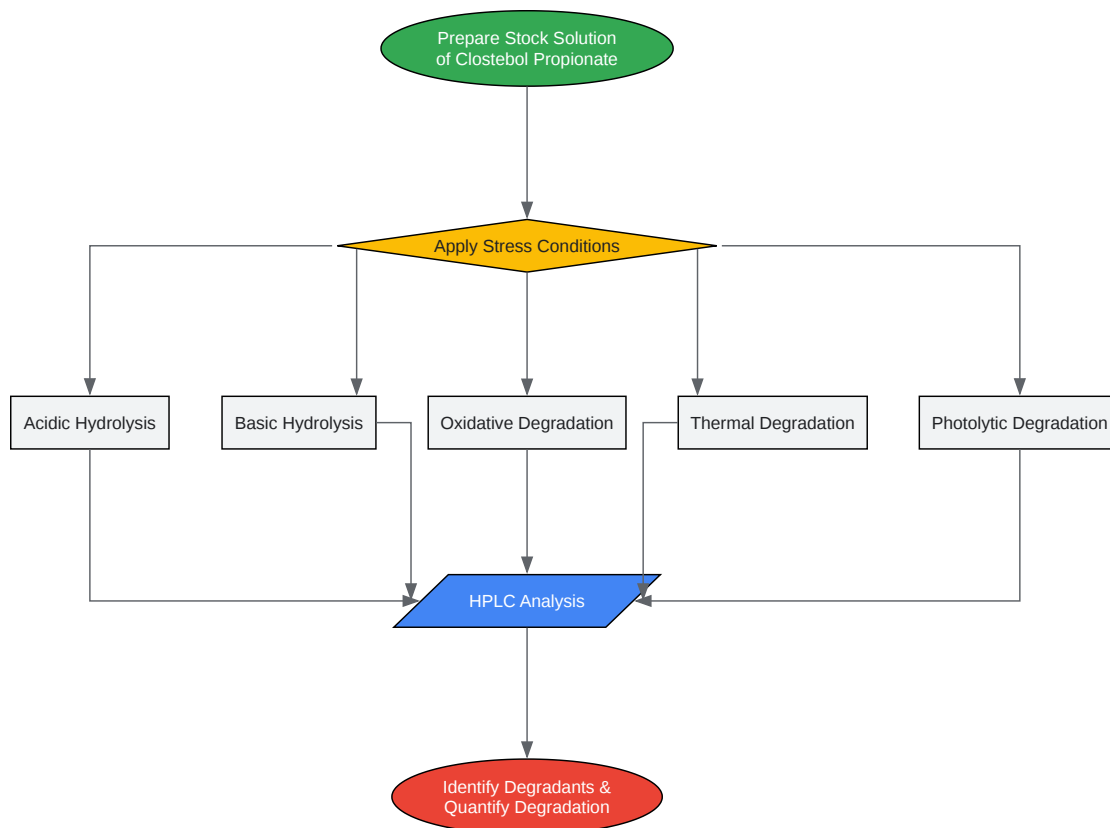 Prepare Stock Solution
of Clostebol Propionate
Apply Stress Conditions
Acidic Hydrolysis
Basic Hydrolysis
Oxidative Degradation
Thermal Degradation
Photolytic Degradation
HPLC Analysis
Identify Degradants &
Quantify Degradation